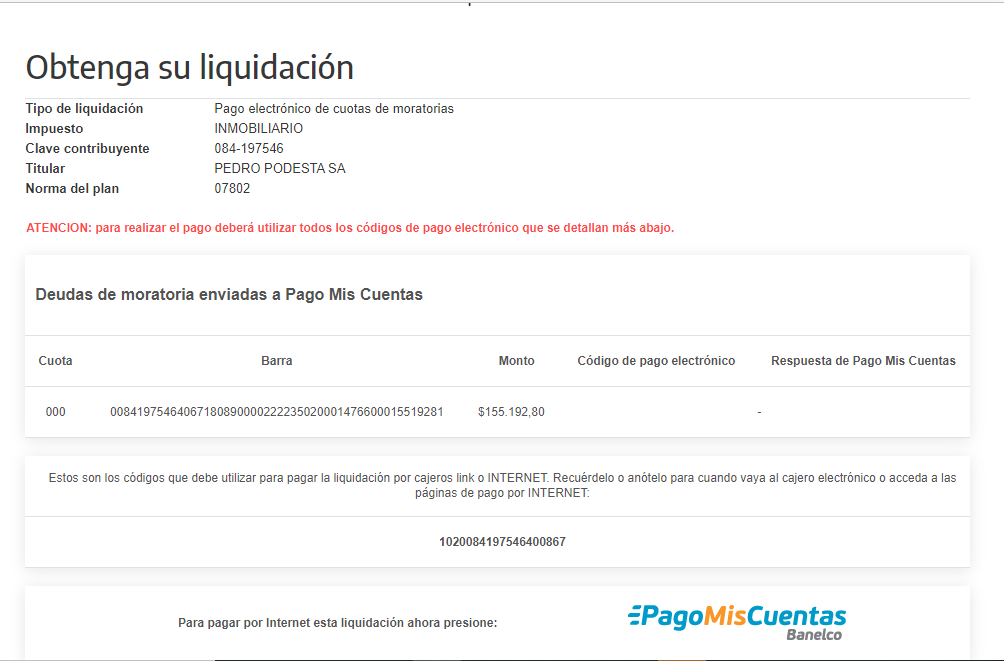 Obtenga su liquidación
Tipo de liquidación Pago electrónico de cuotas de moratorias
Impuesto INMOBILIARIO
Clave contribuyente 084-197546
Titular PEDRO PODESTA SA
Norma del plan 07802
ATENCION: para realizar el pago deberá utilizar todos los códigos de pago electrónico que se detallan más abajo.
Deudas de moratoria enviadas a Pago Mis Cuentas
Cuota Barra Monto Código de pago electrónico Respuesta de Pago Mis Cuentas
000 008419754640671808900002222350200014766000155192​81 $155.192,80 -
Estos son los códigos que debe utilizar para pagar la liquidación por cajeros link o INTERNET. Recuérdelo o anótelo para cuando vaya al cajero electrónico o acceda a las
páginas de pago por INTERNET:
1020084197546400867
Para pagar por Internet esta liquidación ahora presione:
PagoMisCuentas
Banelco